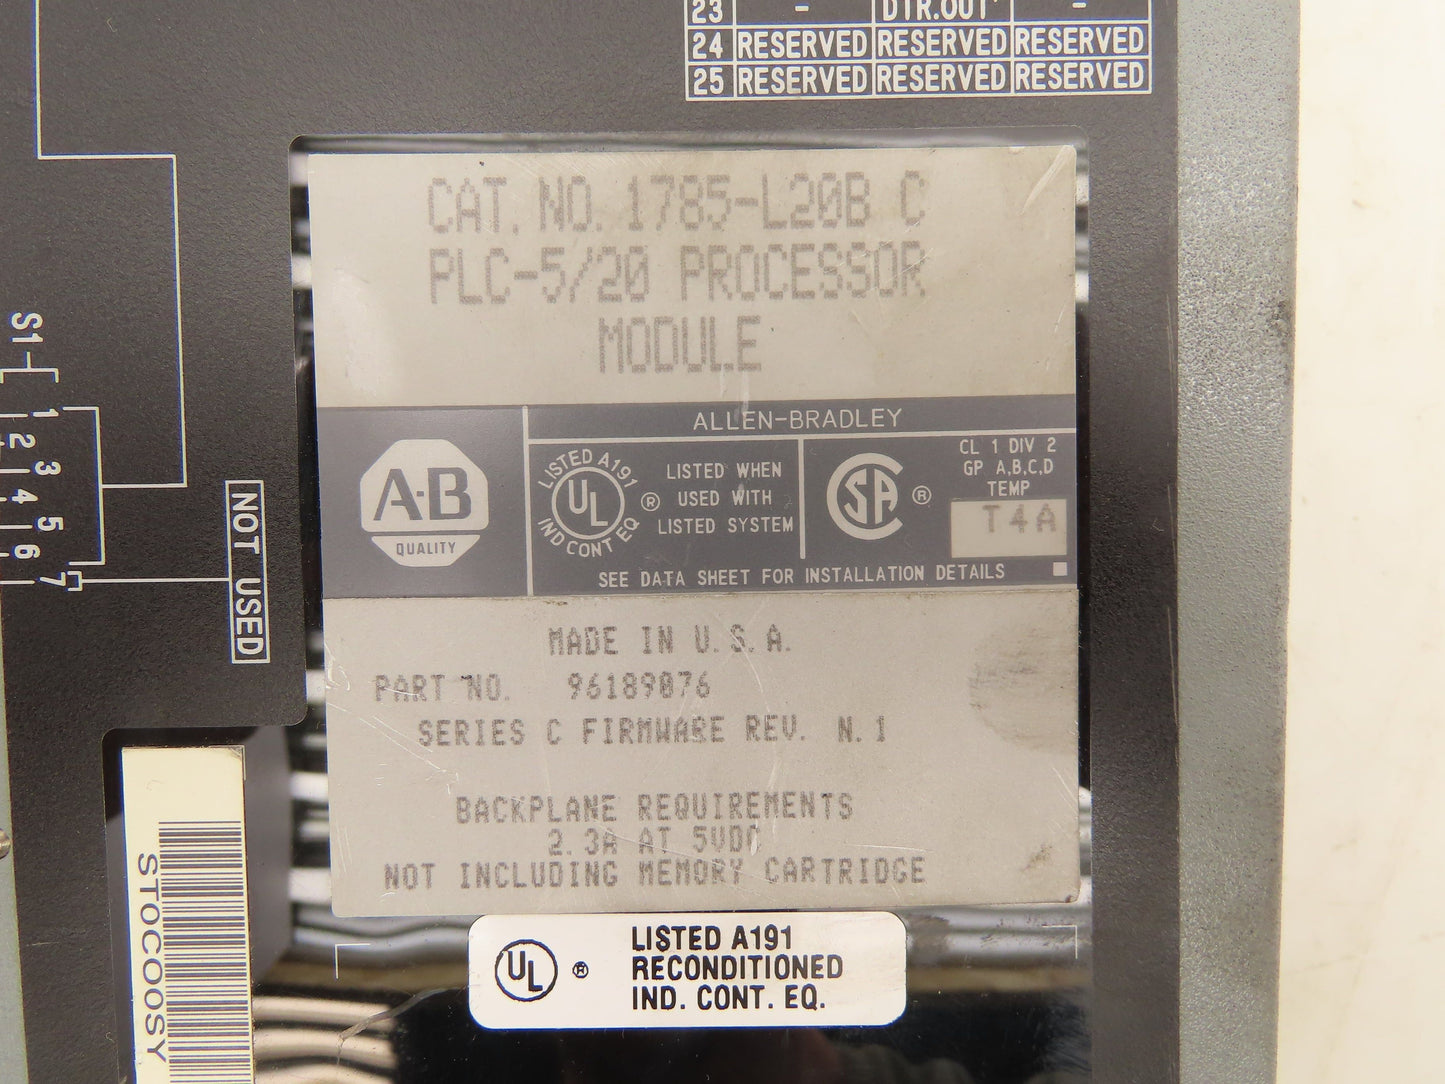 23 - DTR.OUT -
24 RESERVED RESERVED RESERVED
25 RESERVED RESERVED RESERVED
S1
1
2
3
4
5
6
7
NOT USED
CAT. NO. 1785-L20B C
PLC-5/20 PROCESSOR
MODULE
ALLEN-BRADLEY
A-B
QUALITY
LISTED A191
UL ®
IND CONT EQ
LISTED WHEN
USED WITH
LISTED SYSTEM
SA ®
CL 1 DIV 2
GP A,B,C,D
TEMP
T4A
SEE DATA SHEET FOR INSTALLATION DETAILS
MADE IN U.S.A.
PART NO. 96189076
SERIES C FIRMWARE REV. N.1
BACKPLANE REQUIREMENTS
2.3A AT 5VDC
NOT INCLUDING MEMORY CARTRIDGE
STOCOOSY
UL ®
LISTED A191
RECONDITIONED
IND. CONT. EQ.